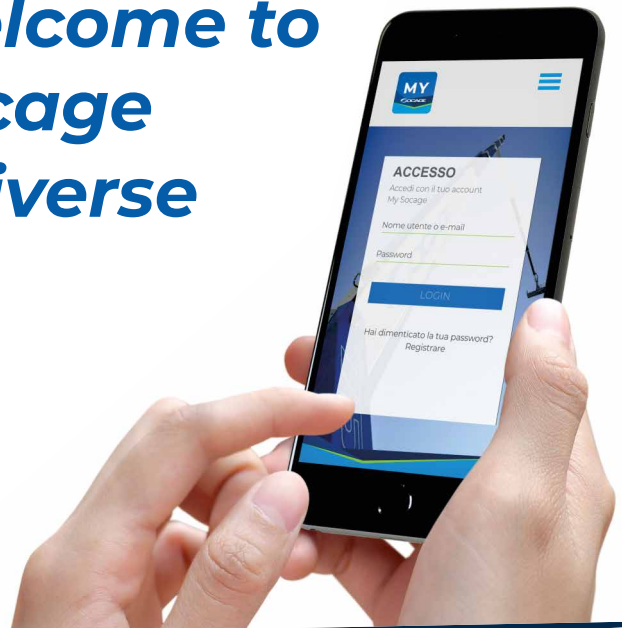 elcome to
cage
iverse
MY
SOCAGE
ACCESSO
Accedi con il tuo account
My Socage
Nome utente o e-mail
Password
LOGIN
Hai dimenticato la tua password?
Registrare